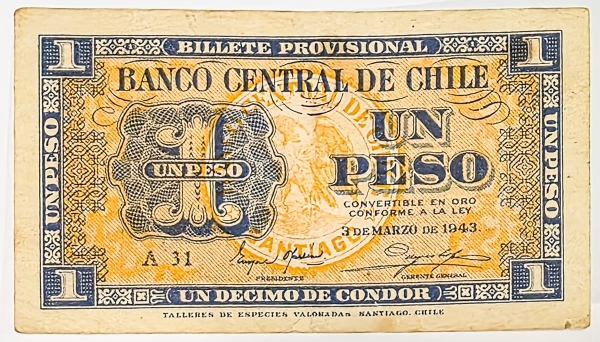 1 BILLETE PROVISIONAL 1
BANCO CENTRAL DE CHILE
UN PESO
UN PESO
1
UN PESO
UN
PESO
CONVERTIBLE EN ORO
CONFORME A LA LEY
3 DE MARZO DE 1943.
SANTIAGO
A 31
PRESIDENTE
GERENTE GENERAL
1 UN DECIMO DE CONDOR 1
TALLERES DE ESPECIES VALORADAS SANTIAGO. CHILE